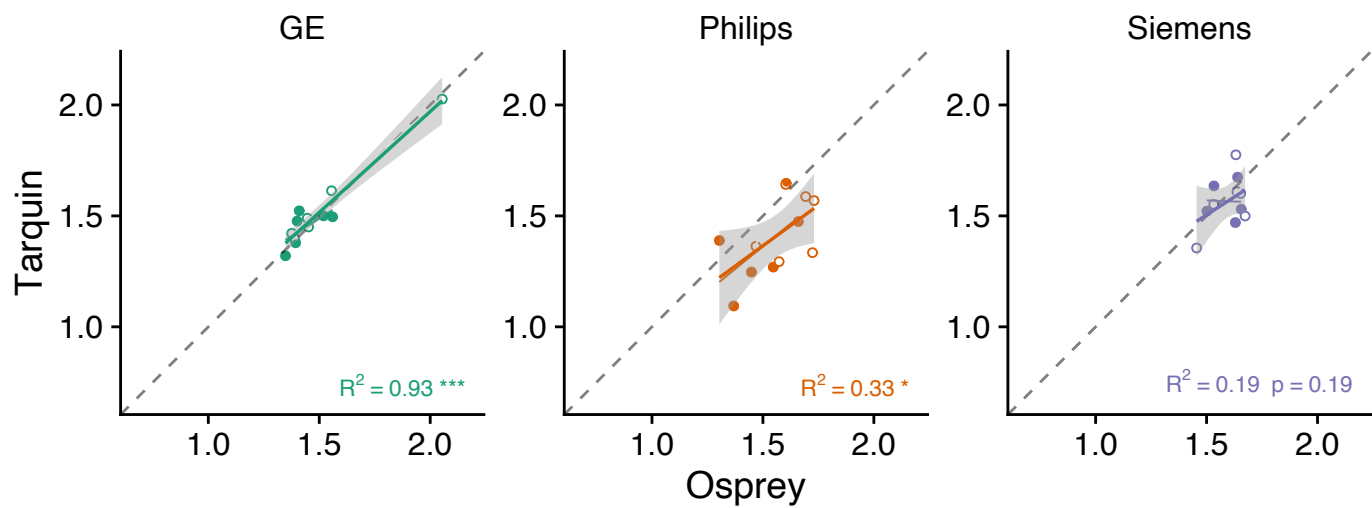 GE Philips Siemens
Tarquin
2.0 2.0 2.0
1.5 1.5 1.5
1.0 1.0 1.0
R² = 0.93 *** R² = 0.33 * R² = 0.19 p = 0.19
1.0 1.5 2.0 1.0 1.5 2.0 1.0 1.5 2.0
Osprey